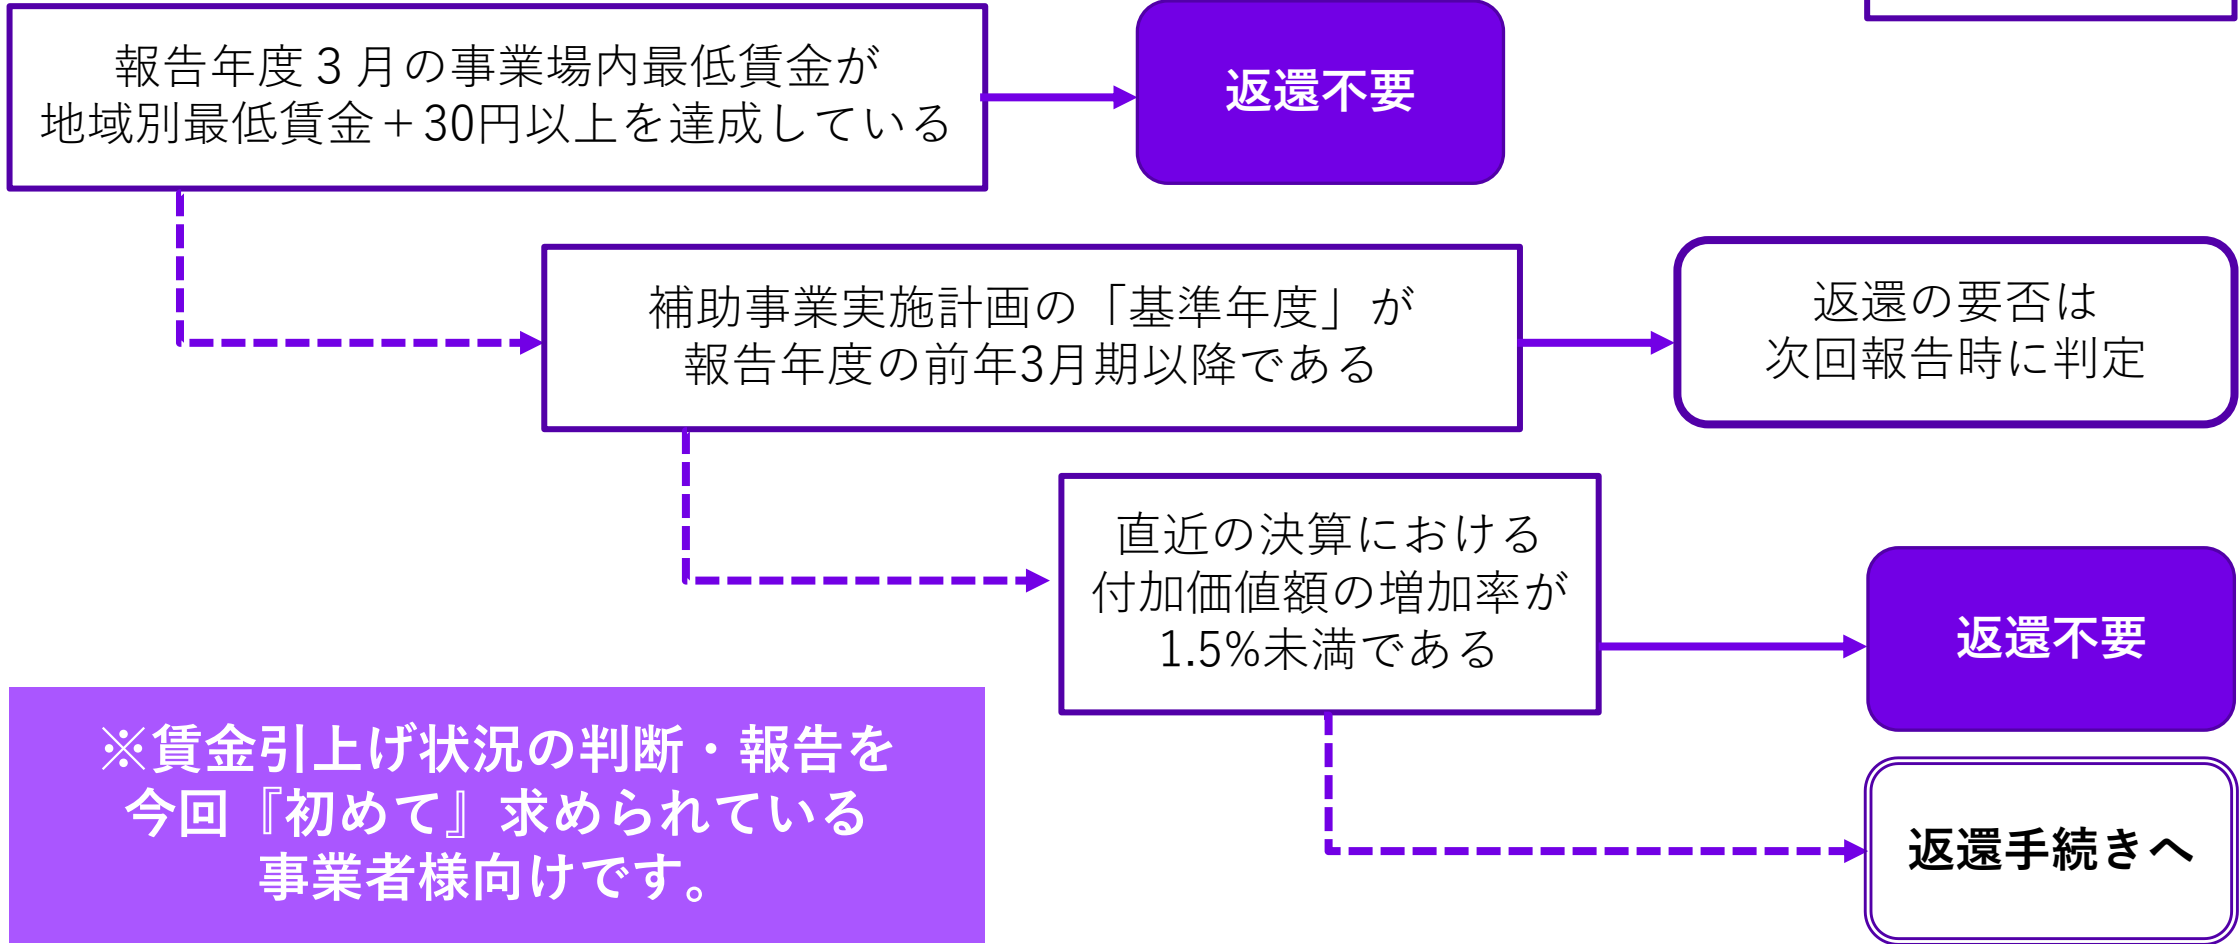 報告年度３月の事業場内最低賃金が
地域別最低賃金＋30円以上を達成している
返還不要
補助事業実施計画の「基準年度」が
報告年度の前年3月期以降である
返還の要否は
次回報告時に判定
直近の決算における
付加価値額の増加率が
1.5%未満である
返還不要
※賃金引上げ状況の判断・報告を
今回『初めて』求められている
事業者様向けです。
返還手続きへ